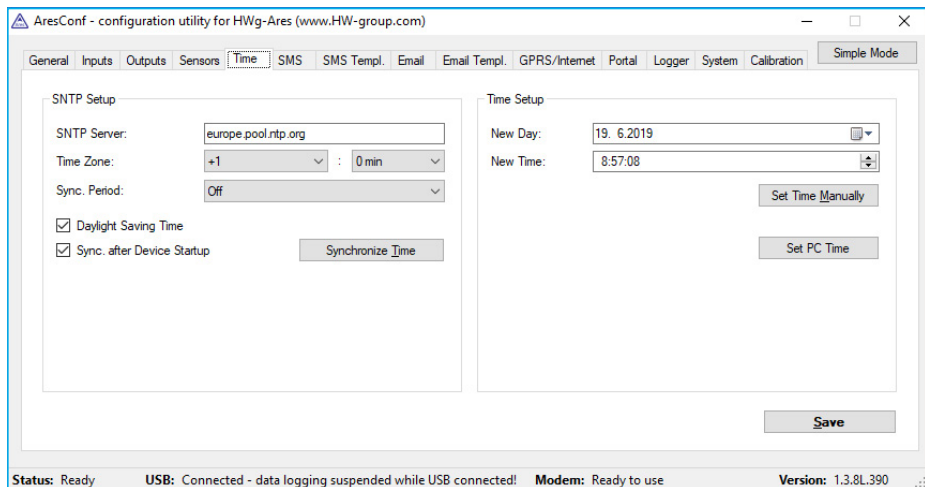 AresConf - configuration utility for HWg-Ares (www.HW-group.com)
General Inputs Outputs Sensors Time SMS SMS Templ. Email Email Templ. GPRS/Internet Portal Logger System Calibration Simple Mode
SNTP Setup
SNTP Server: europe.pool.ntp.org
Time Zone: +1 : 0 min
Sync. Period: Off
Daylight Saving Time
Sync. after Device Startup Synchronize Time
Time Setup
New Day: 19. 6.2019
New Time: 8:57:08
Set Time Manually
Set PC Time
Save
Status: Ready USB: Connected - data logging suspended while USB connected! Modem: Ready to use Version: 1.3.8L.390